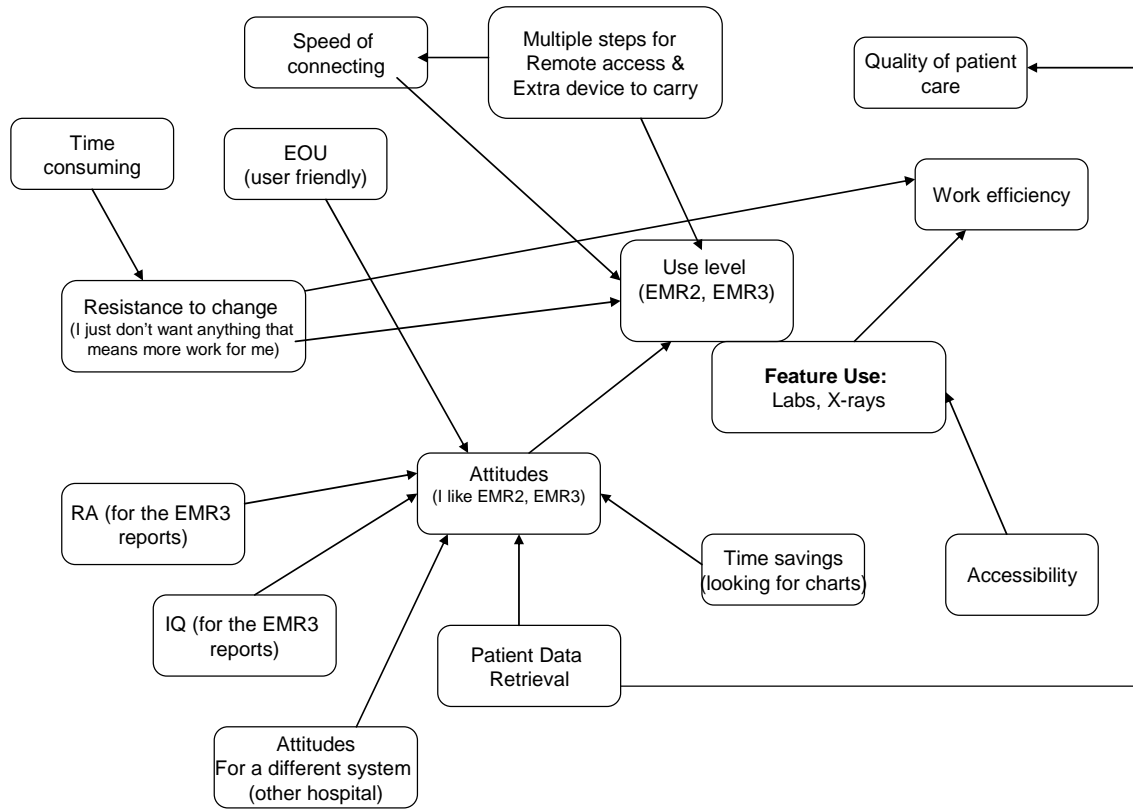 Speed of
connecting
Multiple steps for
Remote access &
Extra device to carry
Quality of patient
care
Time
consuming
EOU
(user friendly)
Work efficiency
Use level
(EMR2, EMR3)
Resistance to change
(I just don't want anything that
means more work for me)
Feature Use:
Labs, X-rays
Attitudes
(I like EMR2, EMR3)
RA (for the EMR3
reports)
Time savings
(looking for charts)
Accessibility
IQ (for the EMR3
reports)
Patient Data
Retrieval
Attitudes
For a different system
(other hospital)